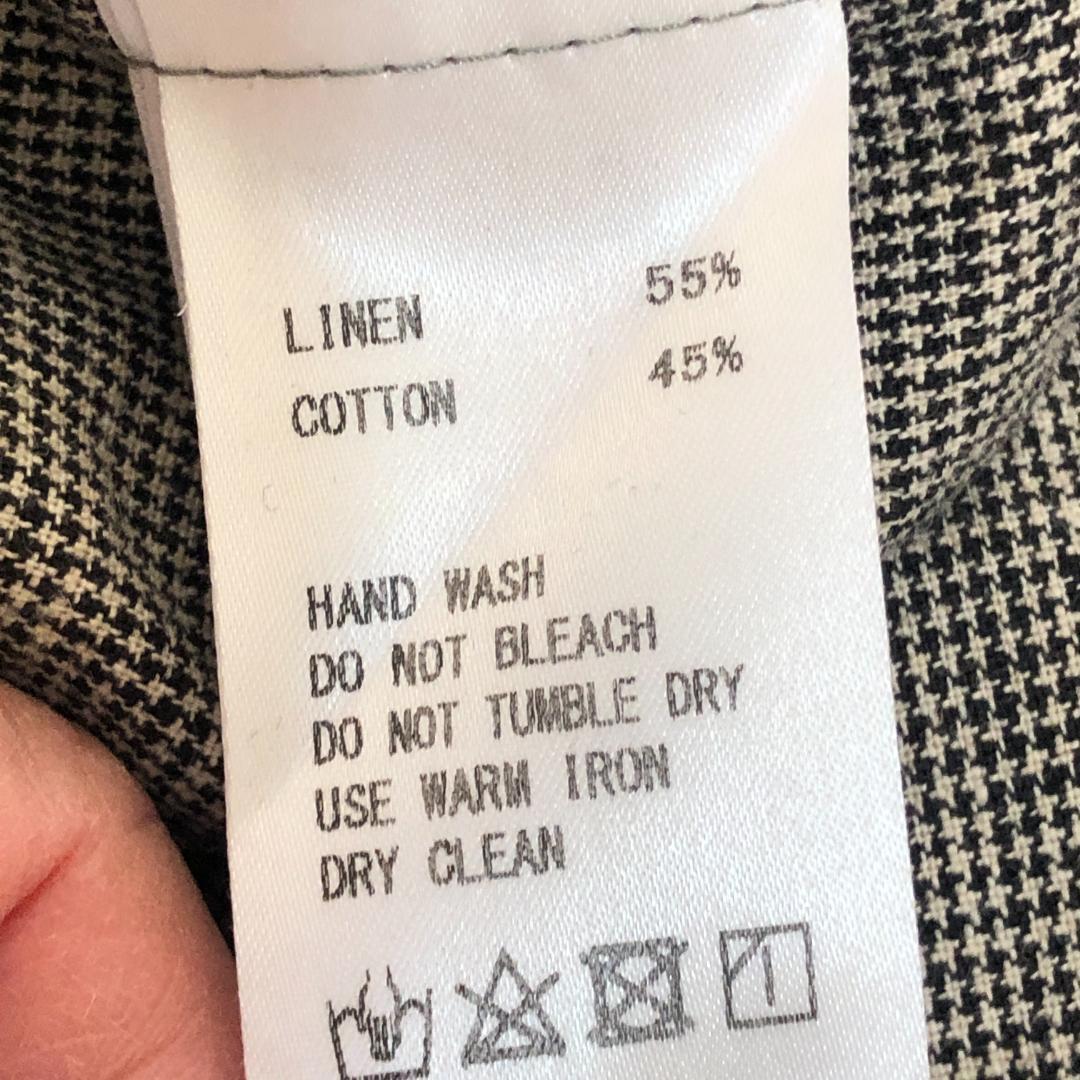 LINEN 55%
COTTON 45%
HAND WASH
DO NOT BLEACH
DO NOT TUMBLE DRY
USE WARM IRON
DRY CLEAN